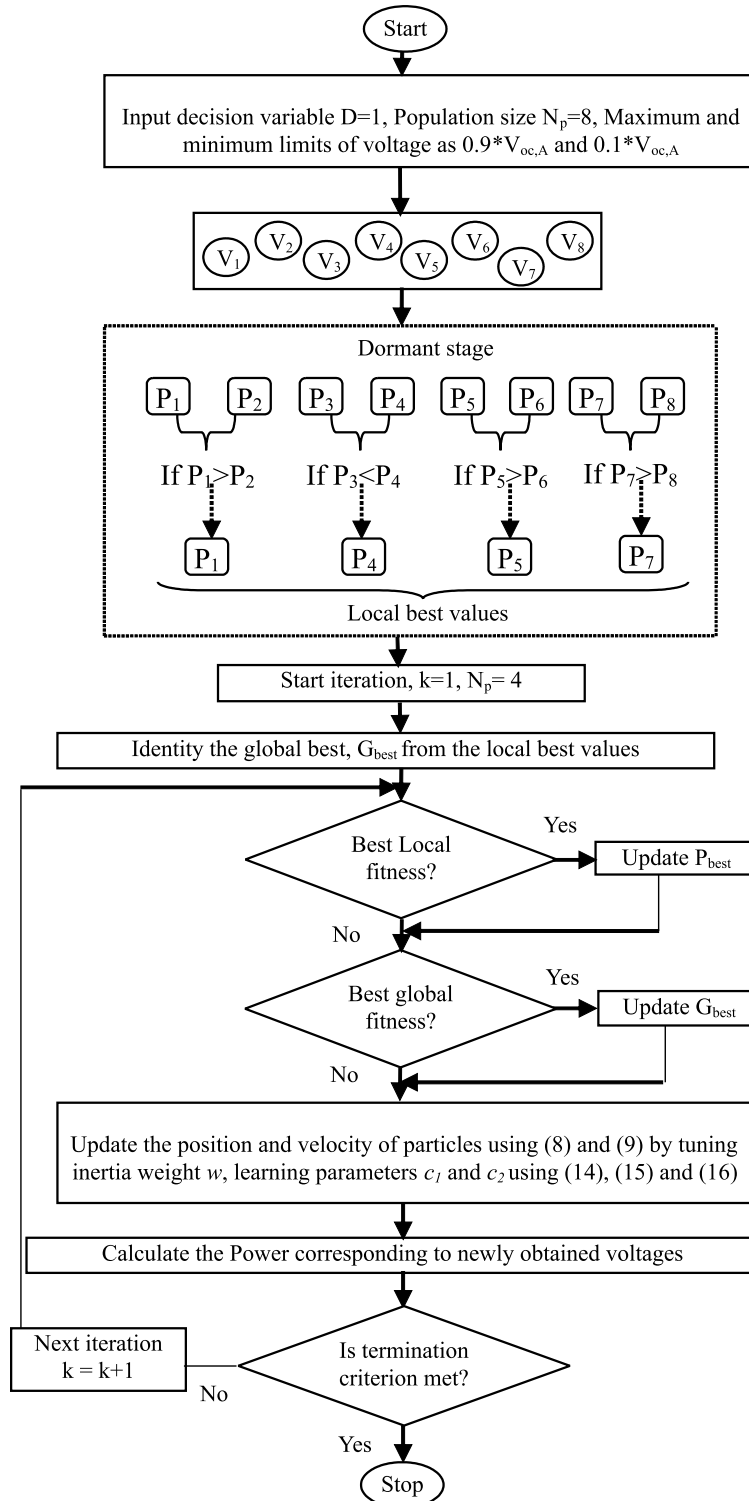 Start
Input decision variable D=1, Population size Np=8, Maximum and
minimum limits of voltage as 0.9*Voc,A and 0.1*Voc,A
V1 V2 V3 V4 V5 V6 V7 V8
Dormant stage
P1 P2 P3 P4 P5 P6 P7 P8
If P1>P2 If P3<P4 If P5>P6 If P7>P8
P1 P4 P5 P7
Local best values
Start iteration, k=1, Np= 4
Identity the global best, Gbest from the local best values
Best Local
fitness?
Yes
Update Pbest
No
Best global
fitness?
Yes
Update Gbest
No
Update the position and velocity of particles using (8) and (9) by tuning
inertia weight w, learning parameters c1 and c2 using (14), (15) and (16)
Calculate the Power corresponding to newly obtained voltages
Is termination
criterion met?
No
Next iteration
k = k+1
Yes
Stop